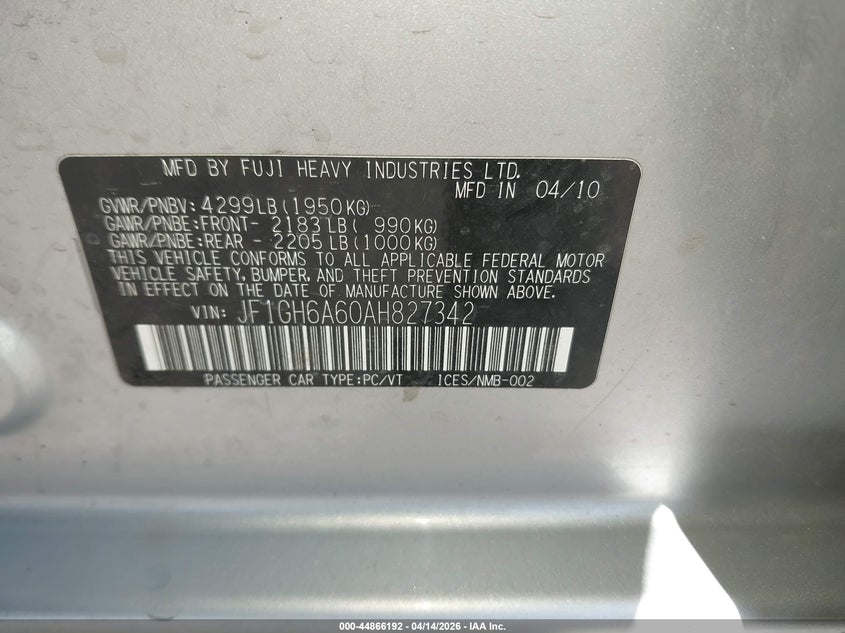 MFD BY FUJI HEAVY INDUSTRIES LTD.
MFD IN 04/10
GVWR/PNBV: 4299LB(1950KG)
GAWR/PNBE:FRONT- 2183LB( 990KG)
GAWR/PNBE:REAR - 2205LB(1000KG)
THIS VEHICLE CONFORMS TO ALL APPLICABLE FEDERAL MOTOR
VEHICLE SAFETY, BUMPER, AND THEFT PREVENTION STANDARDS
IN EFFECT ON THE DATE OF MANUFACTURE SHOWN ABOVE.
VIN: JF1GH6A60AH827342
PASSENGER CAR TYPE:PC/VT ICES/NMB-002
000-44866192 - 04/14/2026 - IAA Inc.